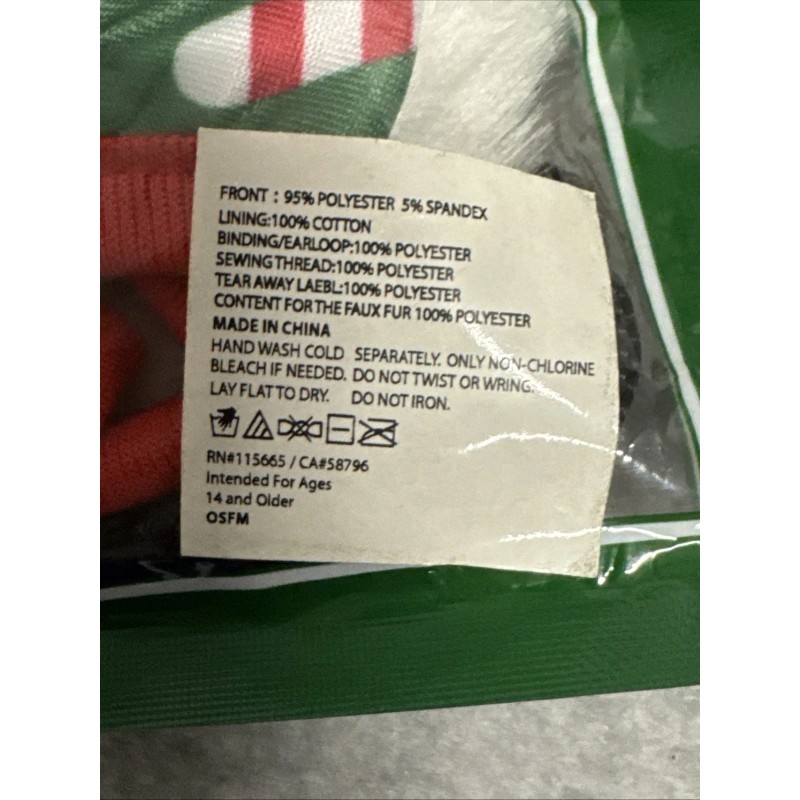 FRONT : 95% POLYESTER 5% SPANDEX
LINING:100% COTTON
BINDING/EARLOOP:100% POLYESTER
SEWING THREAD:100% POLYESTER
TEAR AWAY LAEBL:100% POLYESTER
CONTENT FOR THE FAUX FUR 100% POLYESTER
MADE IN CHINA
HAND WASH COLD SEPARATELY. ONLY NON-CHLORINE
BLEACH IF NEEDED. DO NOT TWIST OR WRING.
LAY FLAT TO DRY. DO NOT IRON.
RN#115665 / CA#58796
Intended For Ages
14 and Older
OSFM